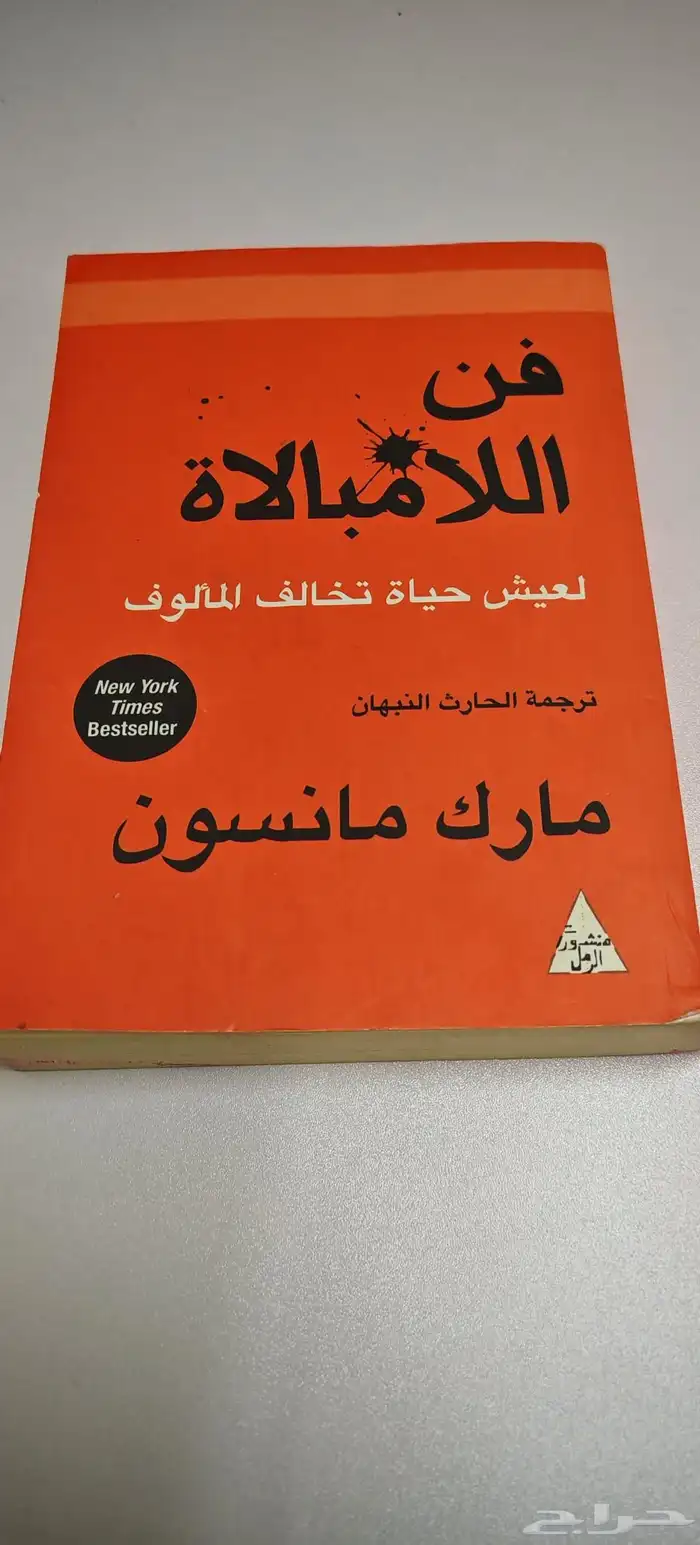 فن
اللامبالاة
لعيش حياة تخالف المألوف
New York
Times
Bestseller
ترجمة الحارث النبهان
مارك مانسون
منشورات
الرمل
حراج